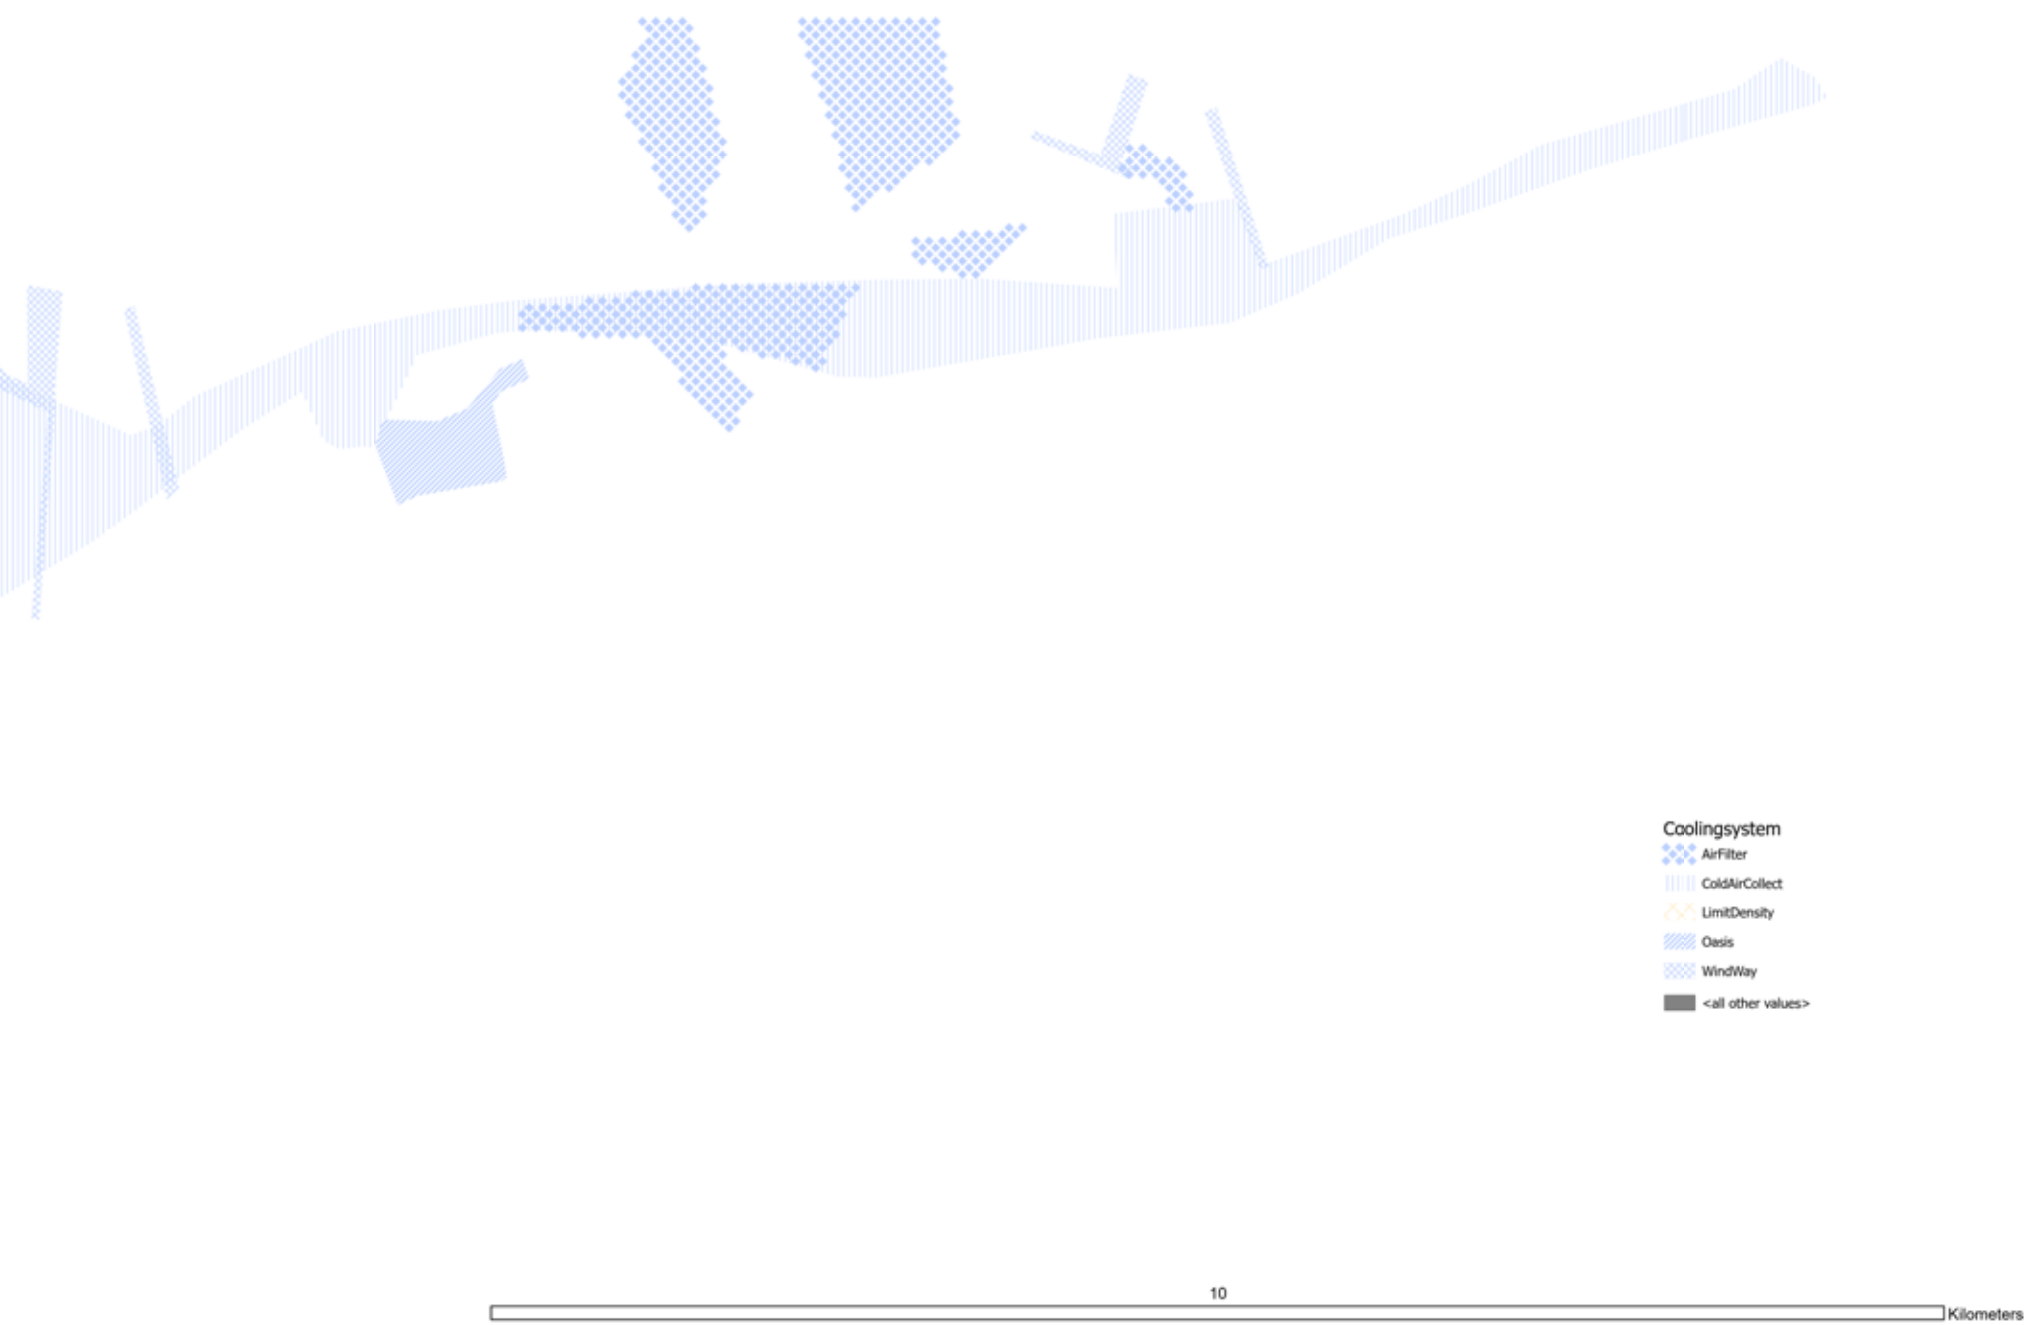 Coolingsystem
AirFilter
ColdAirCollect
LimitDensity
Oasis
WindWay
<all other values>
10
Kilometers